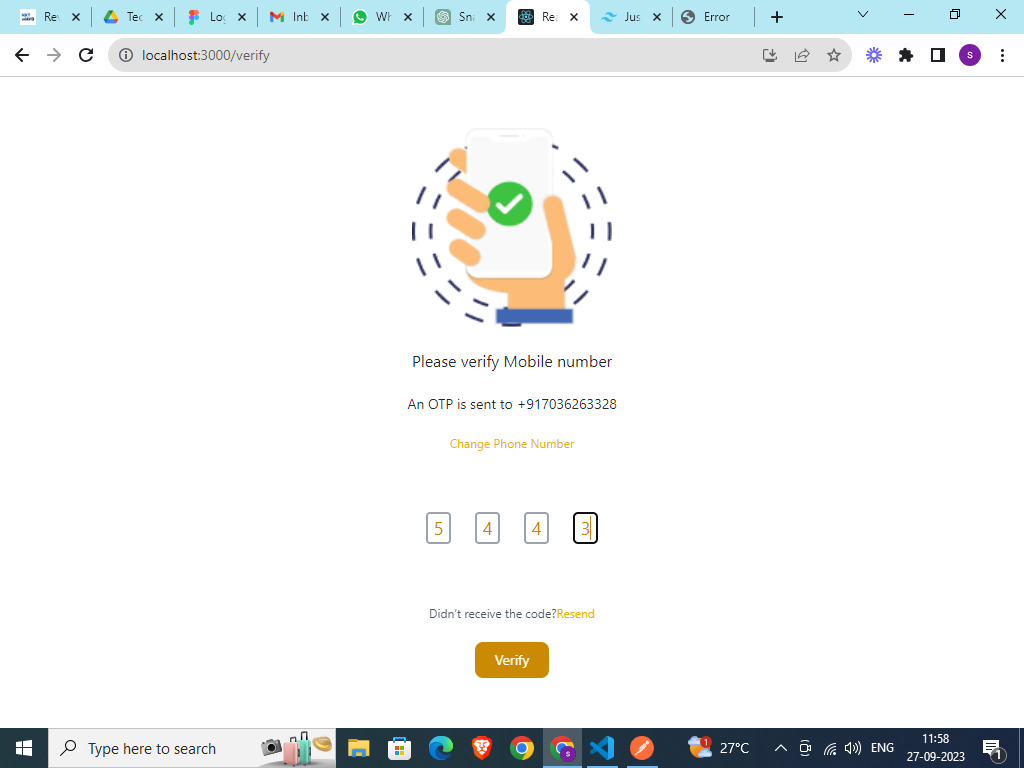 Re
Tec
Log
Inb
Wh
Sna
Rea
Jus
Error
localhost:3000/verify
S
Please verify Mobile number
An OTP is sent to +917036263328
Change Phone Number
5 4 4 3
Didn't receive the code?Resend
Verify
Type here to search
S
1
27°C
ENG
11:58
27-09-2023
1